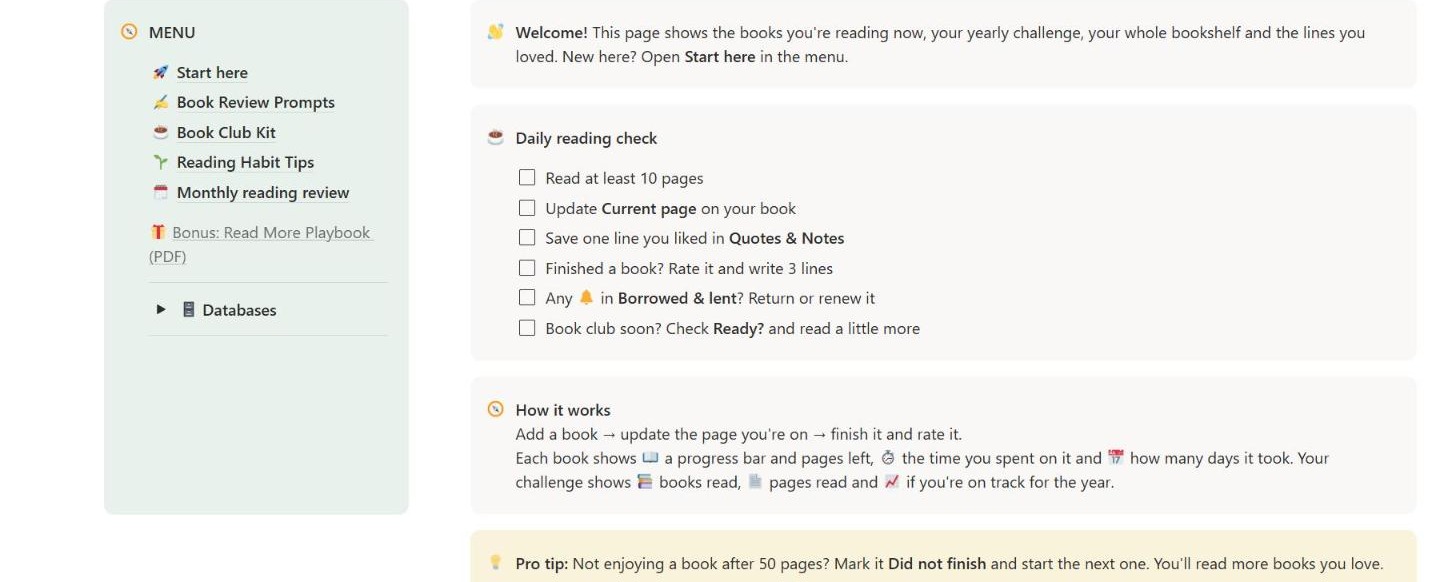 MENU
Start here
Book Review Prompts
Book Club Kit
Reading Habit Tips
Monthly reading review
Bonus: Read More Playbook
(PDF)
Databases
Welcome! This page shows the books you're reading now, your yearly challenge, your whole bookshelf and the lines you
loved. New here? Open Start here in the menu.
Daily reading check
Read at least 10 pages
Update Current page on your book
Save one line you liked in Quotes & Notes
Finished a book? Rate it and write 3 lines
Any 🔔 in Borrowed & lent? Return or renew it
Book club soon? Check Ready? and read a little more
How it works
Add a book → update the page you're on → finish it and rate it.
Each book shows 📖 a progress bar and pages left, ⏱ the time you spent on it and 📅 how many days it took. Your
challenge shows 📚 books read, 📄 pages read and 📈 if you're on track for the year.
Pro tip: Not enjoying a book after 50 pages? Mark it Did not finish and start the next one. You'll read more books you love.